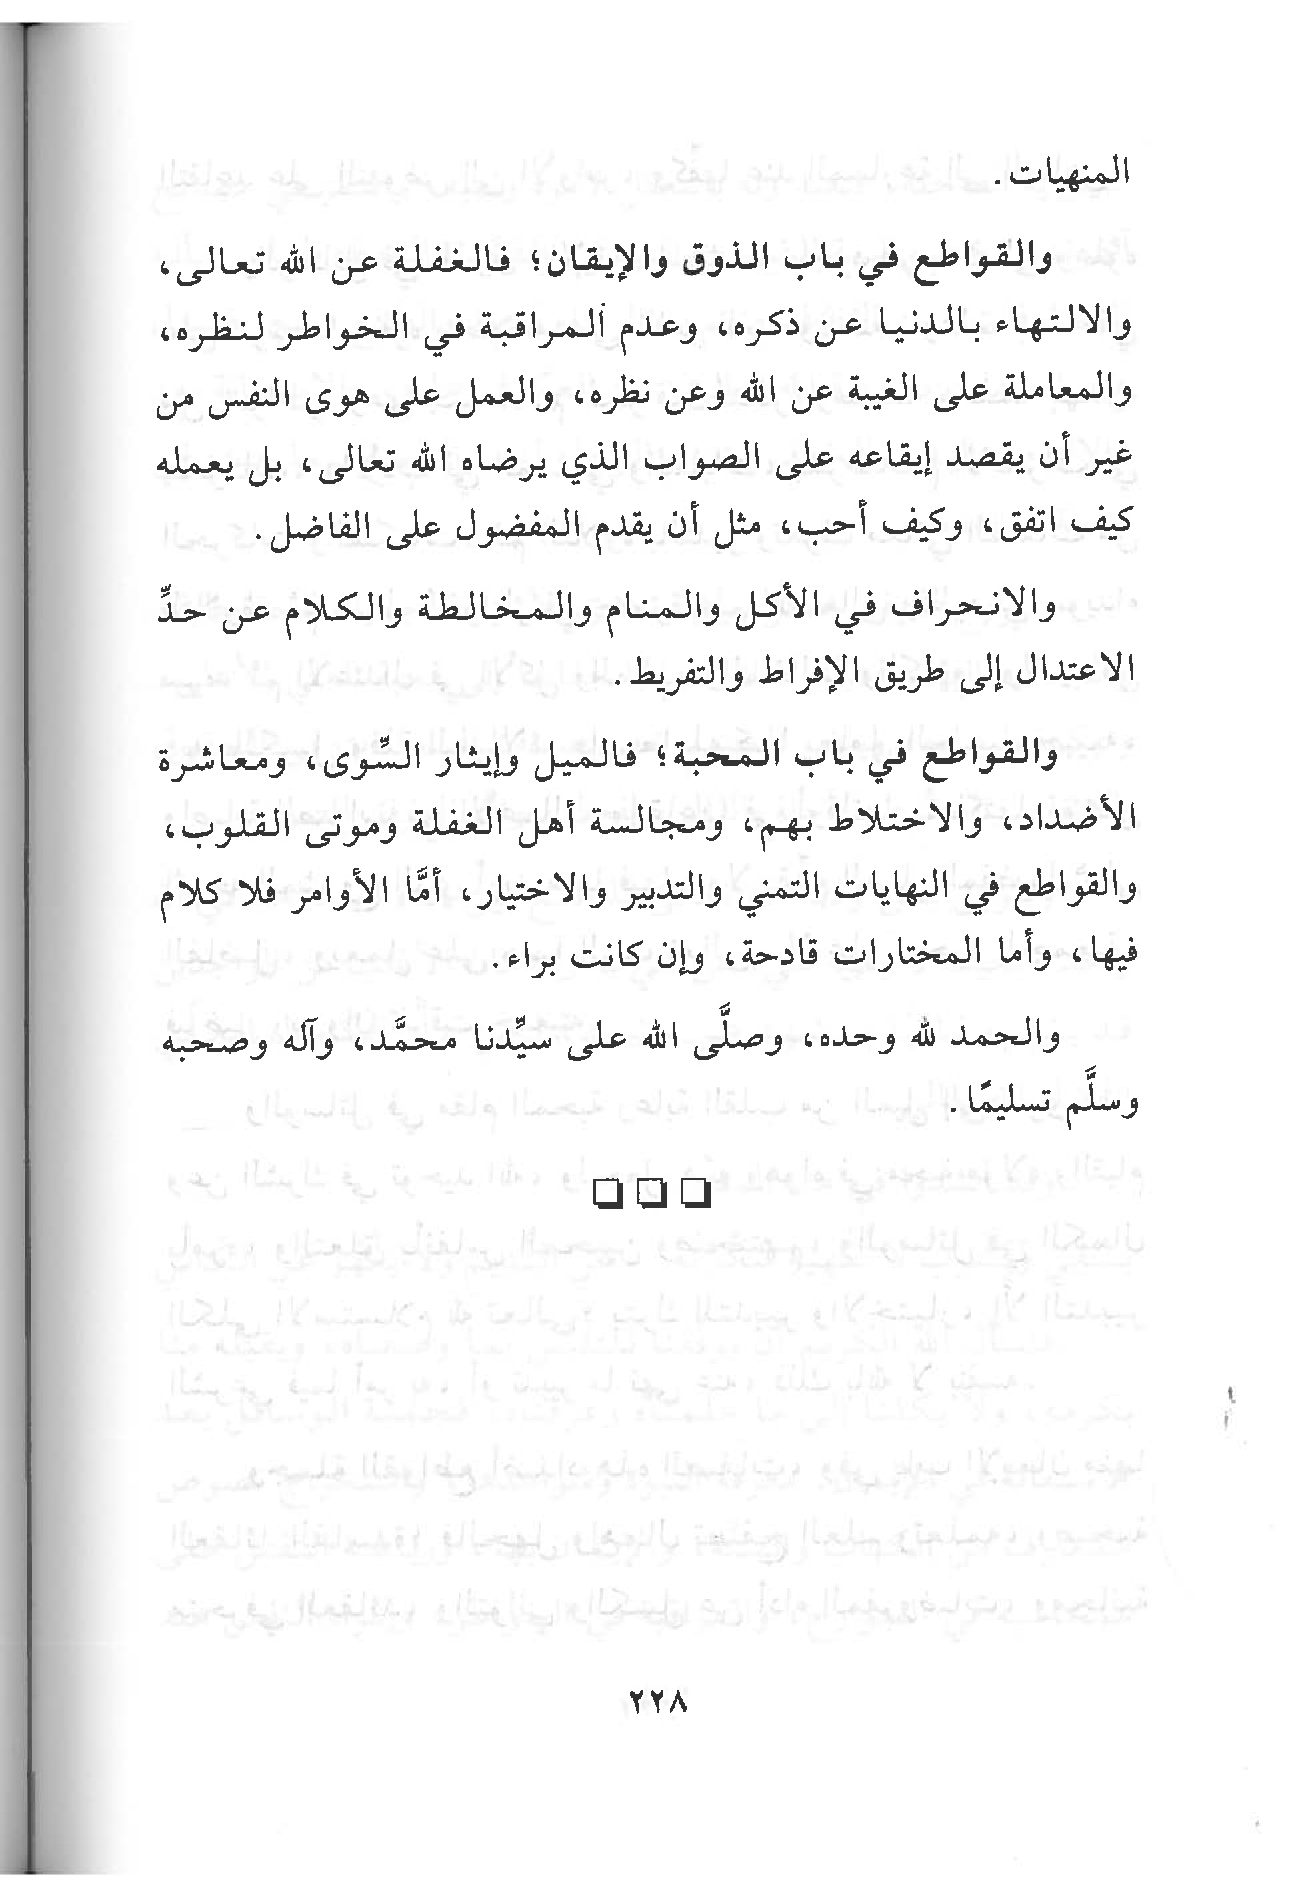 المنهيات.
والقواطع في باب الذوق والإيقان؛ فالغفلة عن الله تعالى،
والالتهاء بالدنيا عن ذكره، وعدم المراقبة في الخواطر لنظره،
والمعاملة على الغيبة عن الله وعن نظره، والعمل على هوى النفس من
غير أن يقصد إيقاعه على الصواب الذي يرضاه الله تعالى، بل يعمله
كيف اتفق، وكيف أحب، مثل أن يقدم المفضول على الفاضل.
والانحراف في الأكل والمنام والمخالطة والكلام عن حدِّ
الاعتدال إلى طريق الإفراط والتفريط.
والقواطع في باب المحبة؛ فالميل وإيثار السِّوى، ومعاشرة
الأضداد، والاختلاط بهم، ومجالسة أهل الغفلة وموتى القلوب،
والقواطع في النهايات التمني والتدبير والاختيار، أمَّا الأوامر فلا كلام
فيها، وأما المختارات قادحة، وإن كانت براء.
والحمد لله وحده، وصلَّى الله على سيِّدنا محمَّد، وآله وصحبه
وسلَّم تسليمًا.
٢٢٨